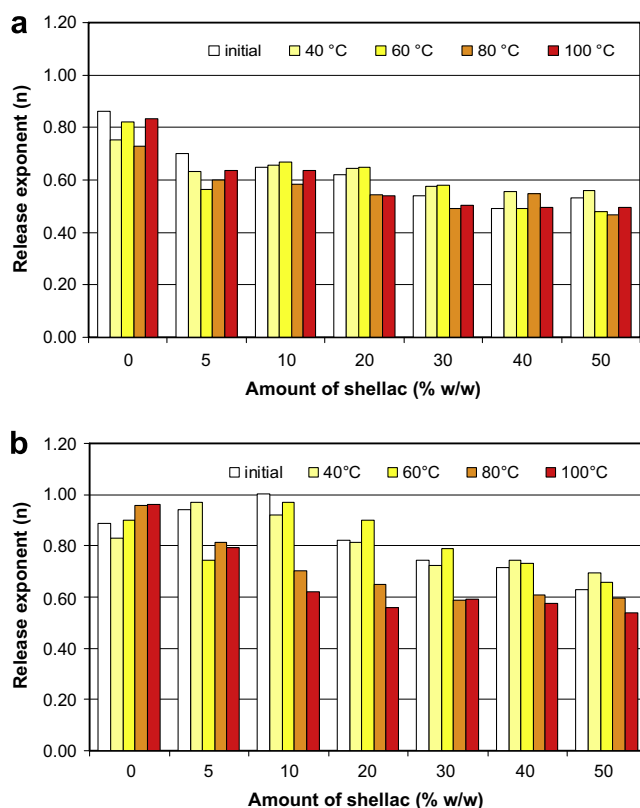 a
1.20
initial 40 °C 60 °C 80 °C 100 °C
1.00
0.80
0.60
0.40
0.20
0.00
Release exponent (n)
0 5 10 20 30 40 50
Amount of shellac (% w/w)
b
1.20
initial 40°C 60°C 80°C 100°C
1.00
0.80
0.60
0.40
0.20
0.00
Release exponent (n)
0 5 10 20 30 40 50
Amount of shellac (% w/w)